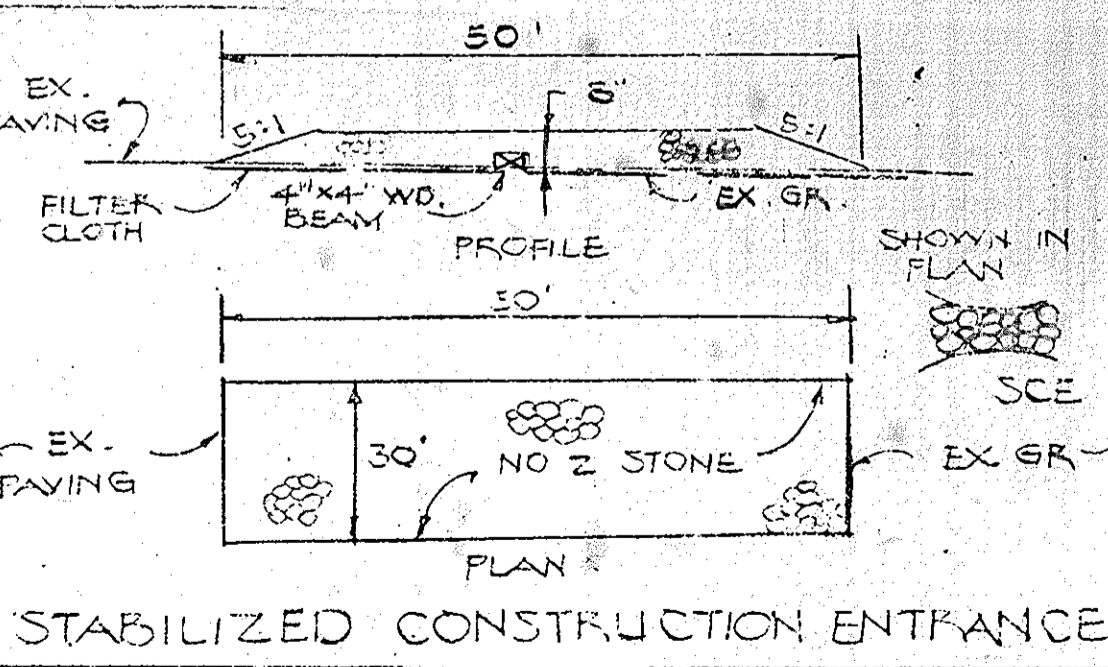 50'
EX.
AVING
5:1
8"
5:1
FILTER
CLOTH
4"X4" WD.
BEAM
EX. GR.
PROFILE
SHOWN IN
PLAN
50'
SCE
EX.
PAVING
30'
NO 2 STONE
EX. GR
PLAN
STABILIZED CONSTRUCTION ENTRANCE